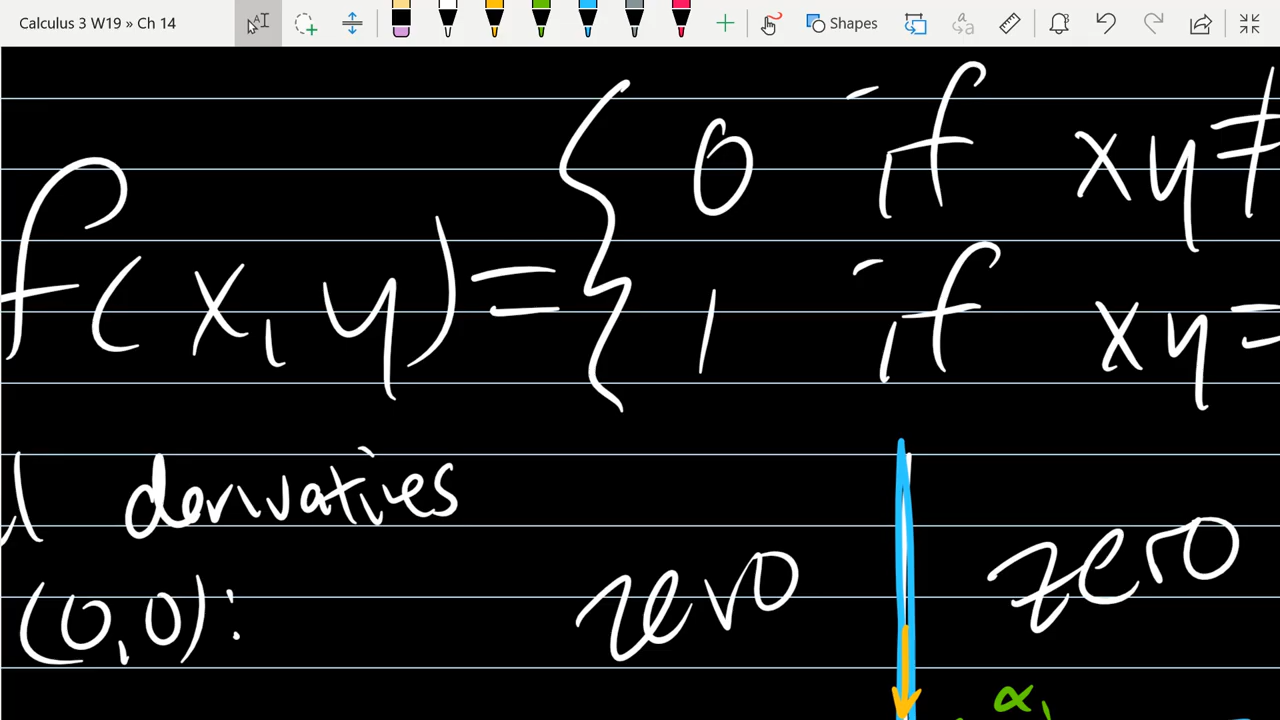 Calculus 3 W19 » Ch 14
Shapes
f(x,y)= { 0 if xy≠
1 if xy=
l derivaties
(0,0):
zero zero
α,